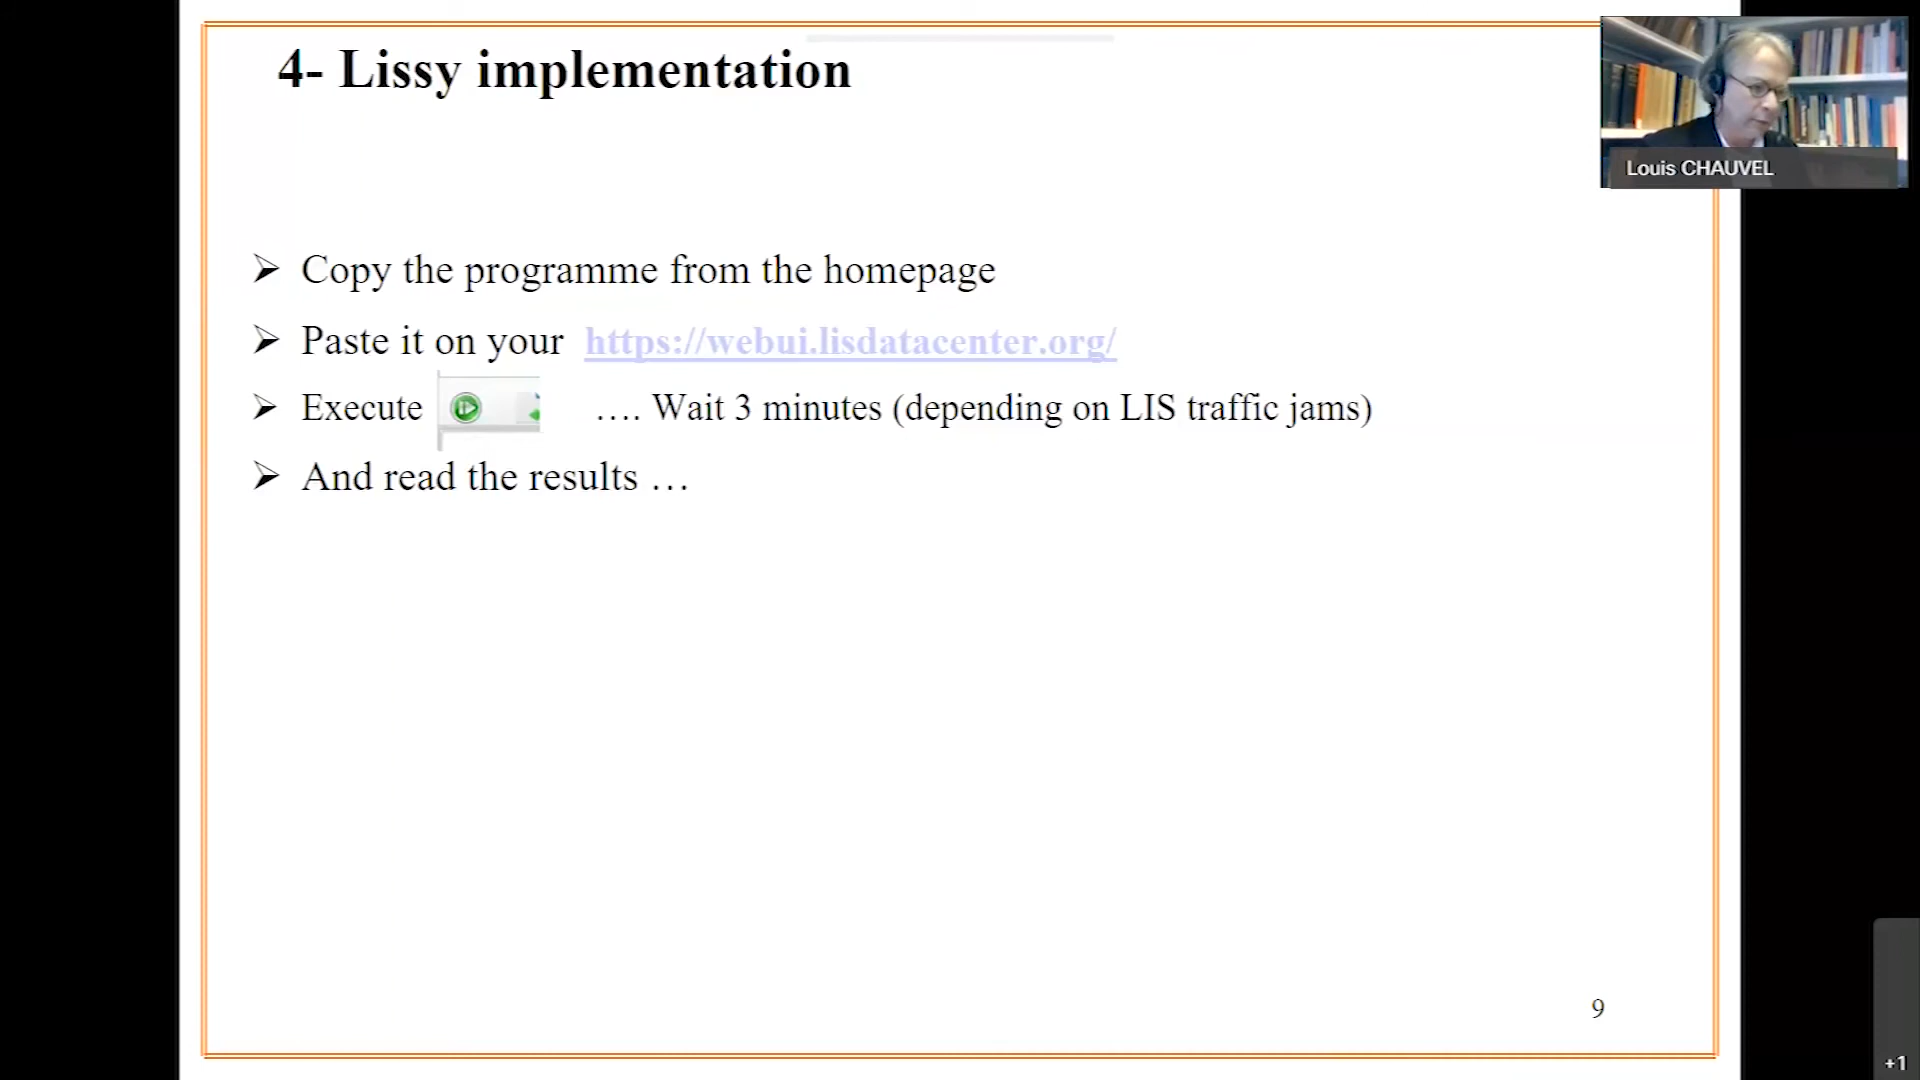 4- Lissy implementation
Louis CHAUVEL
➢ Copy the programme from the homepage
➢ Paste it on your https://webui.lisdatacenter.org/
➢ Execute …. Wait 3 minutes (depending on LIS traffic jams)
➢ And read the results …
9
+1